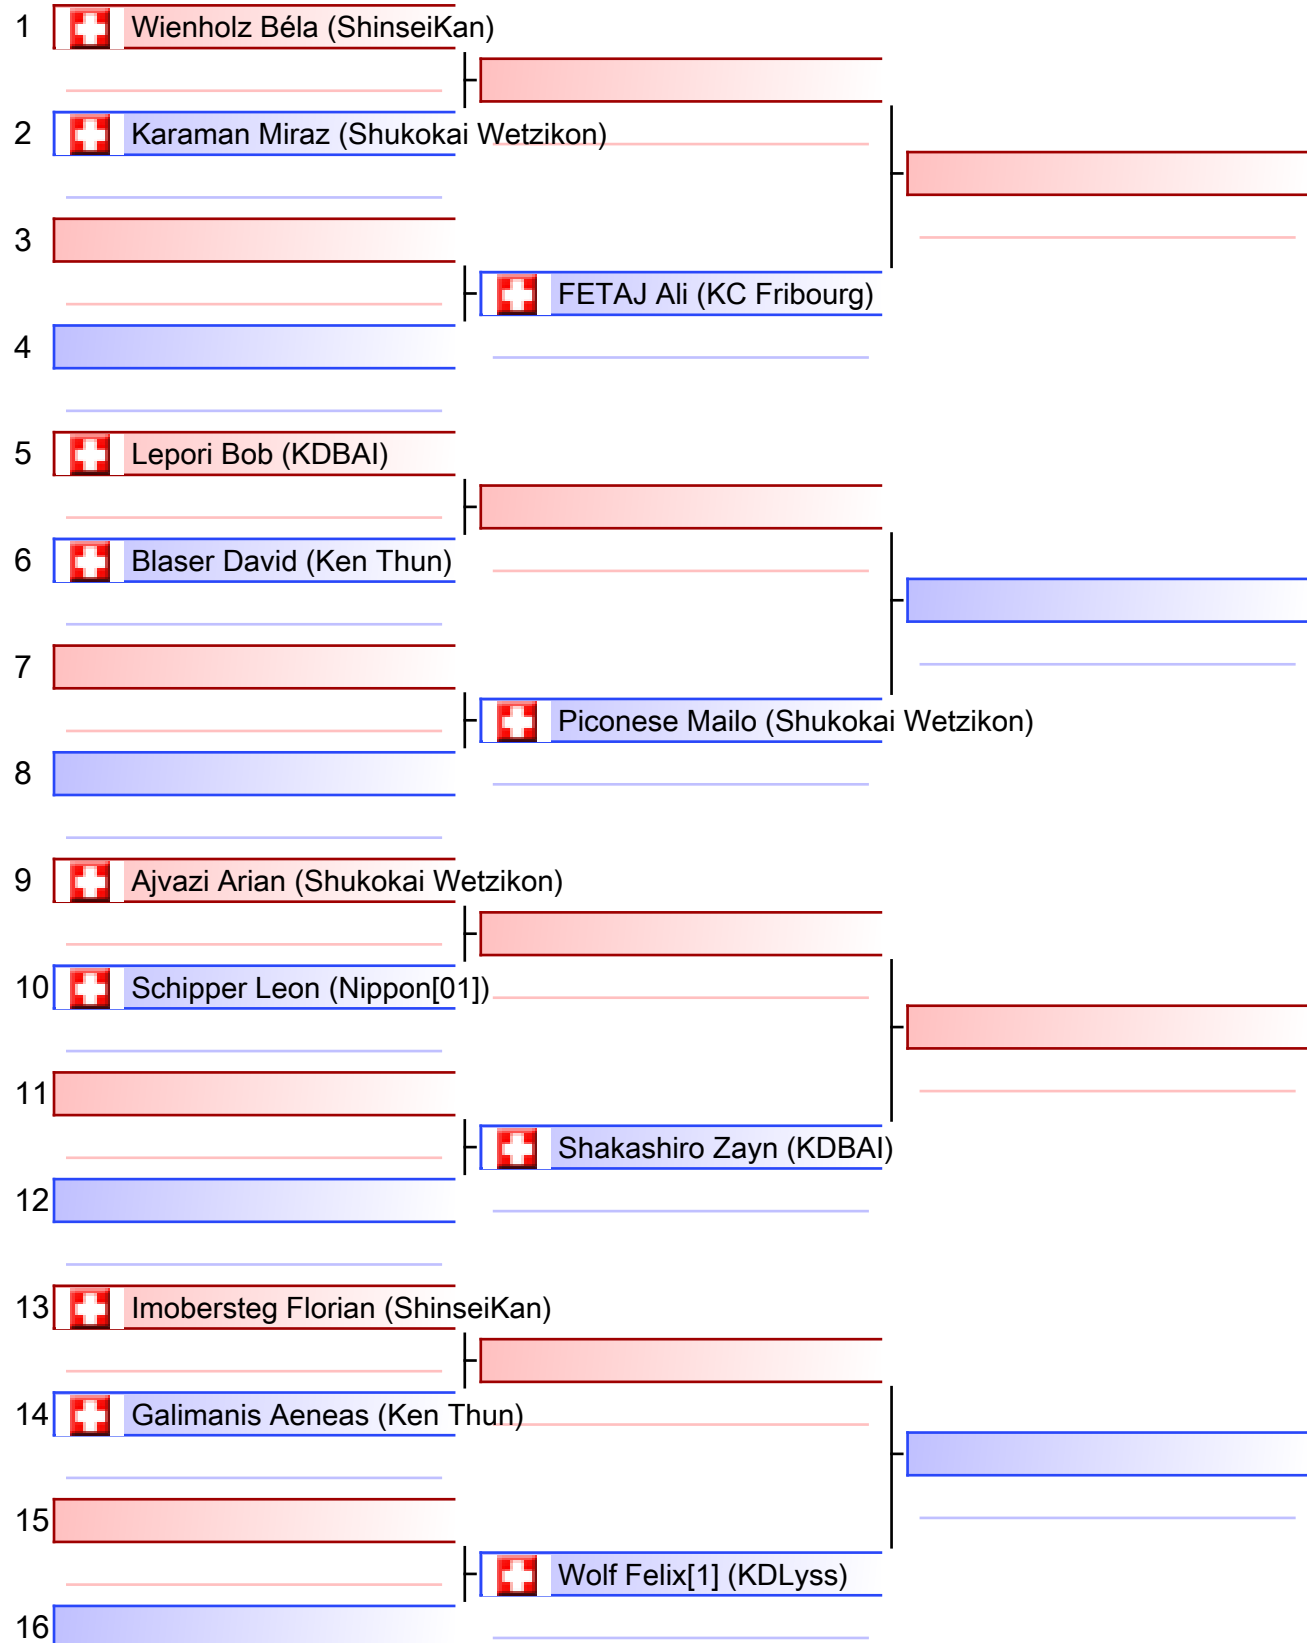 1 Wienholz Béla (ShinseiKan)
2 Karaman Miraz (Shukokai Wetzikon)
3
FETAJ Ali (KC Fribourg)
4
5 Lepori Bob (KDBAI)
6 Blaser David (Ken Thun)
7
Piconese Mailo (Shukokai Wetzikon)
8
9 Ajvazi Arian (Shukokai Wetzikon)
10 Schipper Leon (Nippon[01])
11
Shakashiro Zayn (KDBAI)
12
13 Imobersteg Florian (ShinseiKan)
14 Galimanis Aeneas (Ken Thun)
15
Wolf Felix[1] (KDLyss)
16